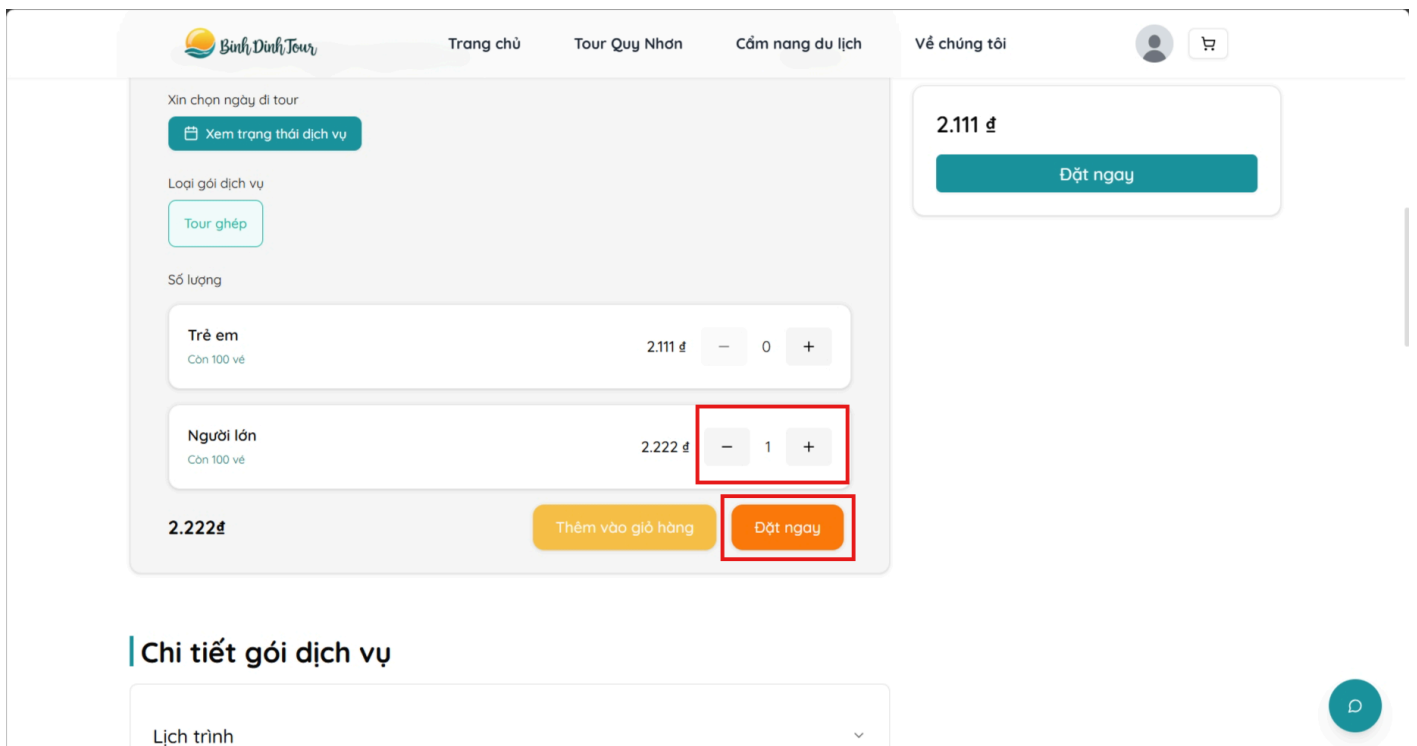 Bình Định Tour
Trang chủ
Tour Quy Nhơn
Cẩm nang du lịch
Về chúng tôi
Xin chọn ngày đi tour
Xem trạng thái dịch vụ
Loại gói dịch vụ
Tour ghép
Số lượng
Trẻ em
Còn 100 vé
2.111 ₫
0
Người lớn
Còn 100 vé
2.222 ₫
1
2.222₫
Thêm vào giỏ hàng
Đặt ngay
2.111 ₫
Đặt ngay
Chi tiết gói dịch vụ
Lịch trình